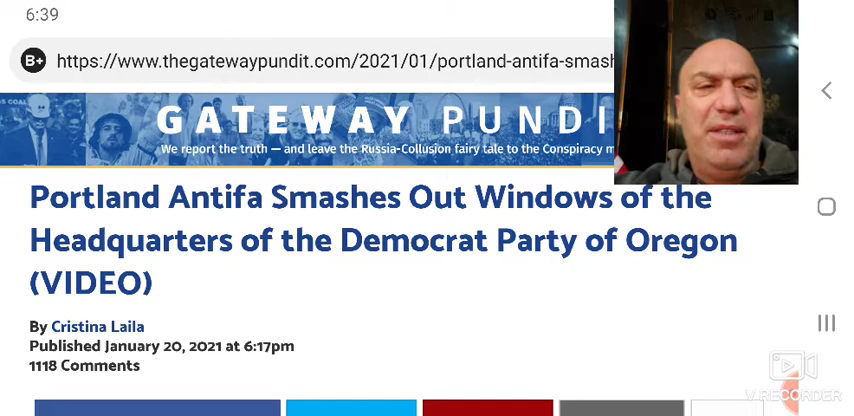 6:39
B+
https://www.thegatewaypundit.com/2021/01/portland-antifa-smash
GATEWAY PUNDI
We report the truth — and leave the Russia-Collusion fairy tale to the Conspiracy m
Portland Antifa Smashes Out Windows of the
Headquarters of the Democrat Party of Oregon
(VIDEO)
By Cristina Laila
Published January 20, 2021 at 6:17pm
1118 Comments
V RECORDER